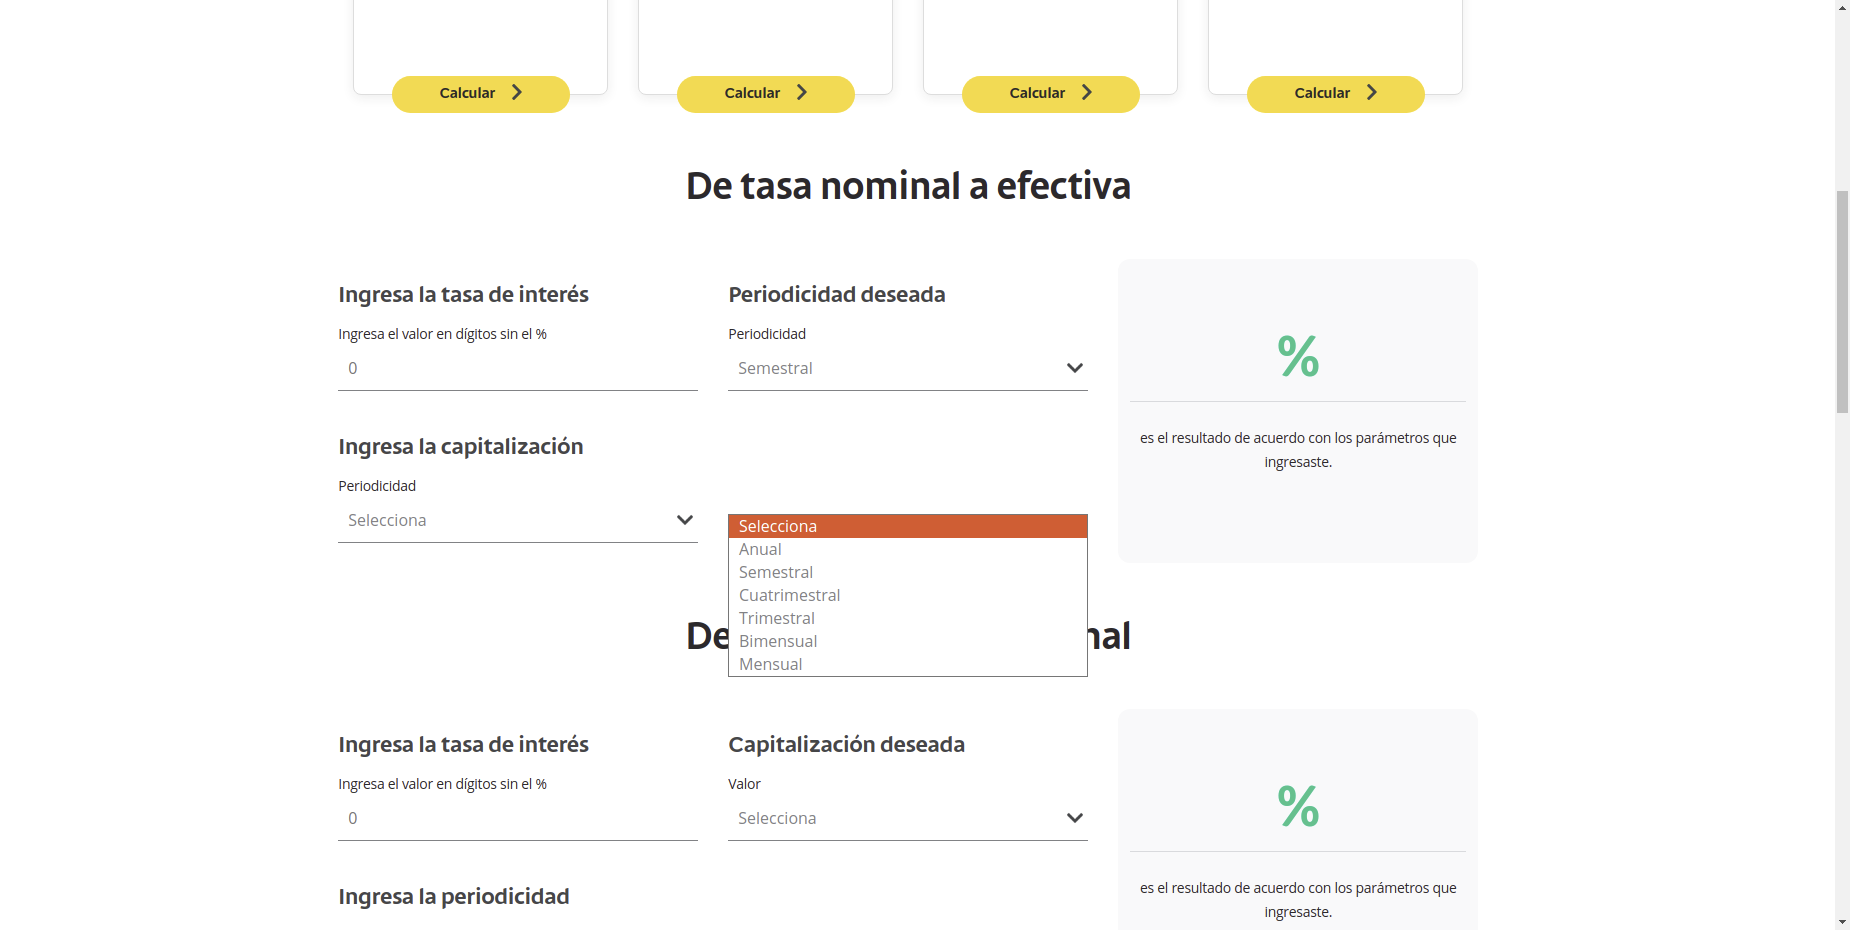 Calcular
Calcular
Calcular
Calcular
De tasa nominal a efectiva
Ingresa la tasa de interés
Ingresa el valor en dígitos sin el %
0
Periodicidad deseada
Periodicidad
Semestral
%
es el resultado de acuerdo con los parámetros que
ingresaste.
Ingresa la capitalización
Periodicidad
Selecciona
Selecciona
Anual
Semestral
Cuatrimestral
Trimestral
Bimensual
Mensual
De
Ingresa la tasa de interés
Ingresa el valor en dígitos sin el %
0
Capitalización deseada
Valor
Selecciona
%
es el resultado de acuerdo con los parámetros que
ingresaste.
Ingresa la periodicidad